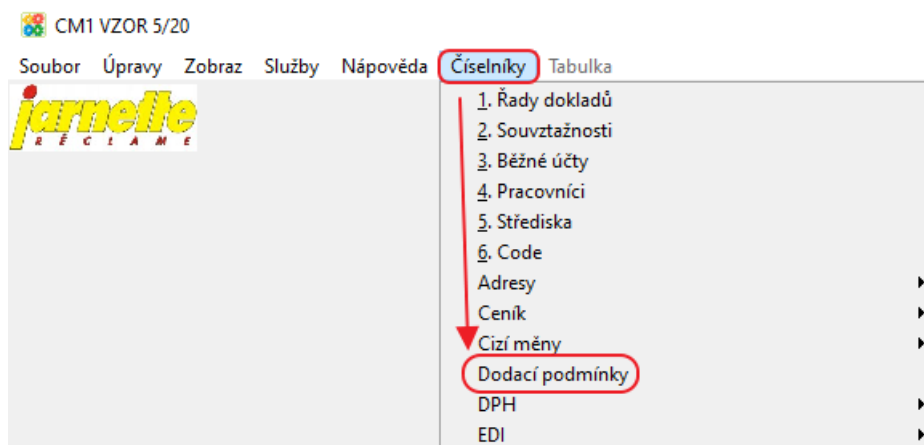 CM1 VZOR 5/20
Soubor Úpravy Zobraz Služby Nápověda Číselníky Tabulka
jarnette
RÉCLAME
1. Řady dokladů
2. Souvztažnosti
3. Běžné účty
4. Pracovníci
5. Střediska
6. Code
Adresy
Ceník
Cizí měny
Dodací podmínky
DPH
EDI